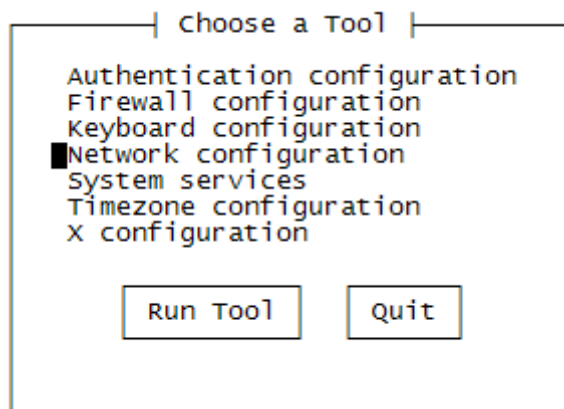 Choose a Tool
Authentication configuration
Firewall configuration
Keyboard configuration
Network configuration
System services
Timezone configuration
X configuration
Run Tool Quit